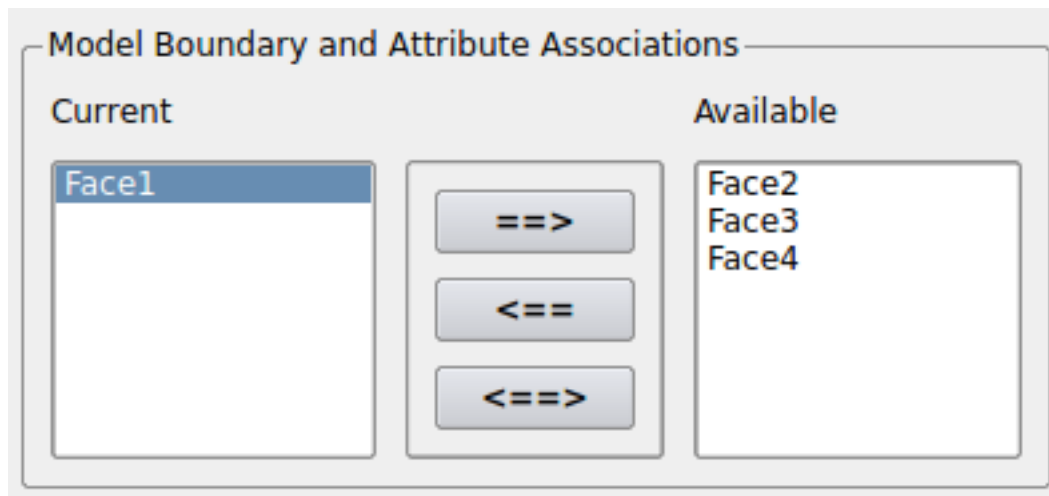 Model Boundary and Attribute Associations
Current
Available
Face1
==>
<==
<==>
Face2
Face3
Face4